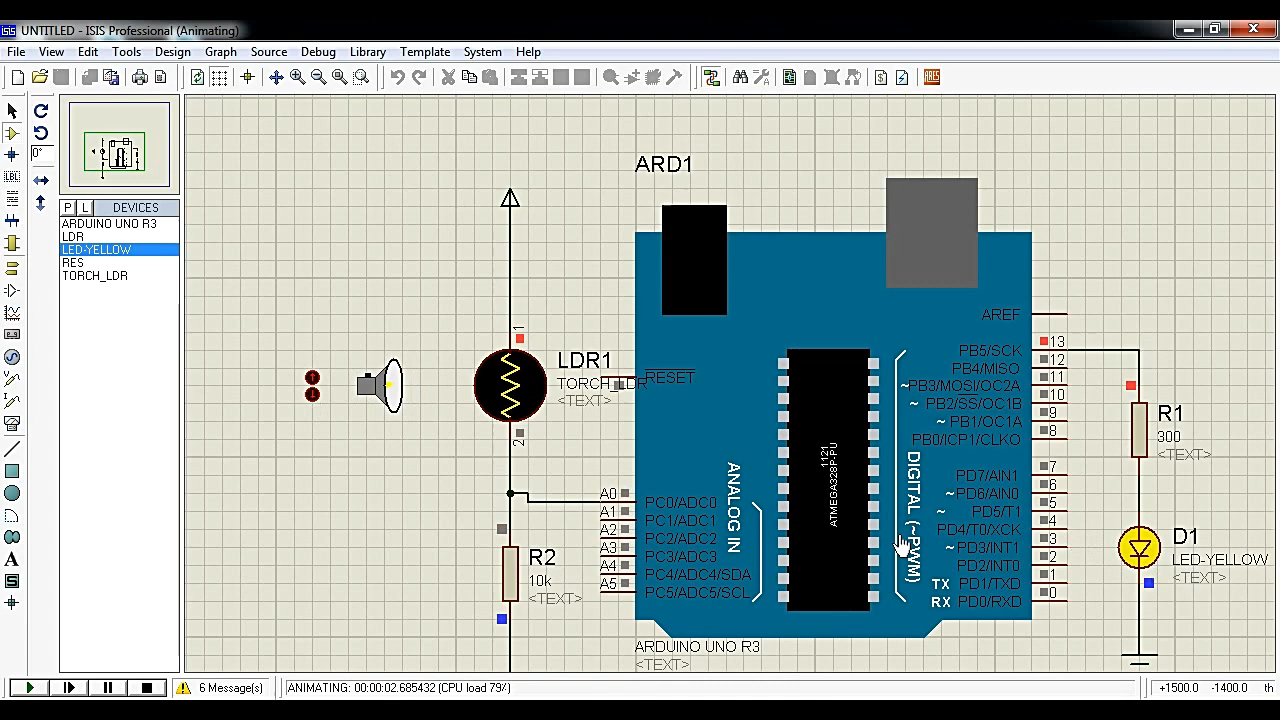 UNTITLED - ISIS Professional (Animating)
File View Edit Tools Design Graph Source Debug Library Template System Help
0°
LBL
P L DEVICES
ARDUINO UNO R3
LDR
LED-YELLOW
RES
TORCH_LDR
A
S
ARES
ARD1
AREF
13
PB5/SCK
12
PB4/MISO
11
~PB3/MOSI/OC2A
10
~ PB2/SS/OC1B
9
~ PB1/OC1A
8
PB0/ICP1/CLKO
7
PD7/AIN1
6
~PD6/AIN0
5
~ PD5/T1
4
PD4/T0/XCK
3
~PD3/INT1
2
PD2/INT0
1
TX PD1/TXD
0
RX PD0/RXD
DIGITAL (~PWM)
ANALOG IN
1121
ATMEGA328P-PU
RESET
1
LDR1
TORCH_LDR
<TEXT>
2
A0 PC0/ADC0
A1 PC1/ADC1
A2 PC2/ADC2
A3 PC3/ADC3
A4 PC4/ADC4/SDA
A5 PC5/ADC5/SCL
R2
10k
<TEXT>
ARDUINO UNO R3
<TEXT>
R1
300
<TEXT>
D1
LED-YELLOW
<TEXT>
6 Message(s)
ANIMATING: 00:00:02.685432 (CPU load 79%)
+1500.0 -1400.0 th